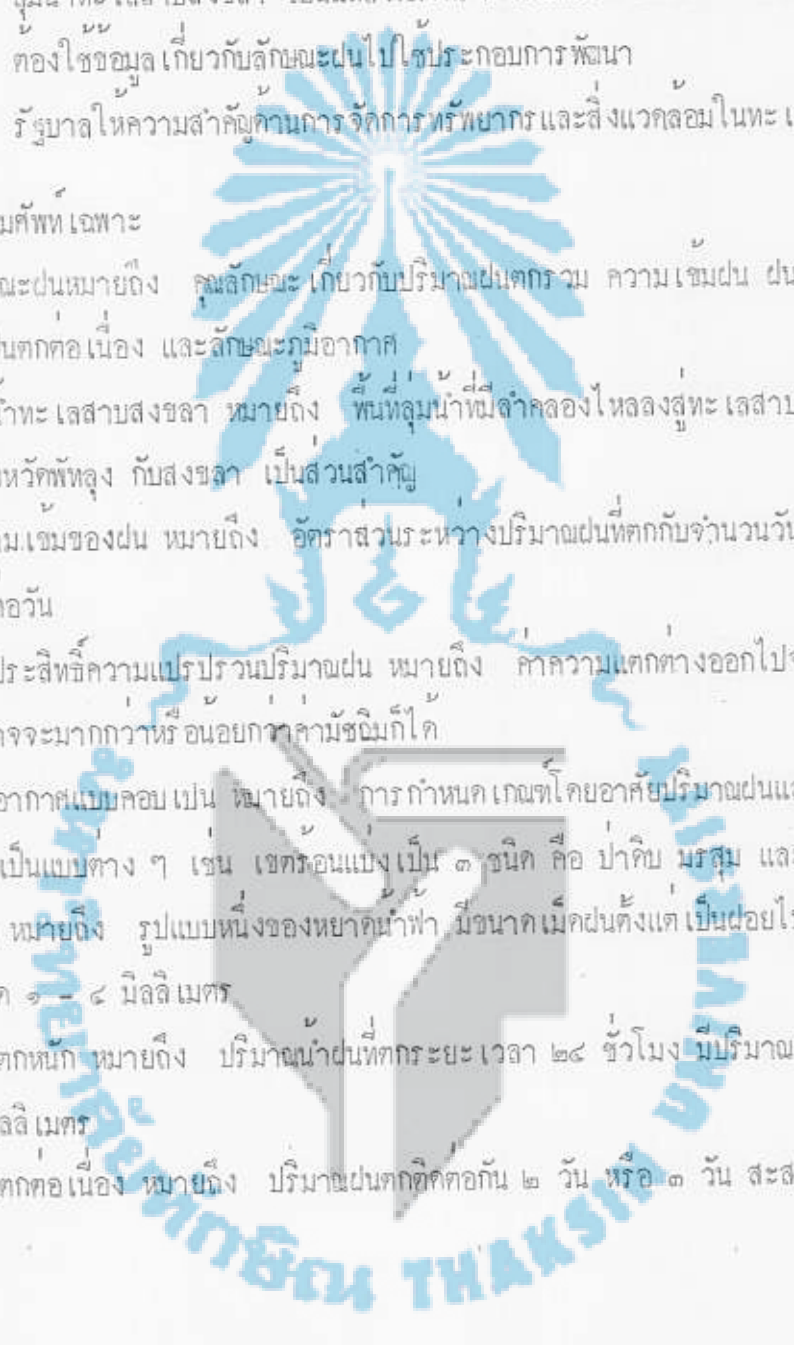 ต้องใช้ข้อมูลเกี่ยวกับลักษณะฝนไปใช้ประกอบการพัฒนา
รัฐบาลให้ความสำคัญด้านการจัดการทรัพยากรและสิ่งแวดล้อมในทะเ
มศัพท์เฉพาะ
ณะฝนหมายถึง คุณลักษณะเกี่ยวกับปริมาณฝนตกรวม ความเข้มฝน ฝน
นตกต่อเนื่อง และลักษณะภูมิอากาศ
้ำทะเลสาบสงขลา หมายถึง พื้นที่ลุ่มน้ำที่มีลำคลองไหลลงสู่ทะเลสาบ
หวัดพัทลุง กับสงขลา เป็นส่วนสำคัญ
ม.เข้มของฝน หมายถึง อัตราส่วนระหว่างปริมาณฝนที่ตกกับจำนวนวัน
่อวัน
ประสิทธิ์ความแปรปรวนปริมาณฝน หมายถึง ค่าความแตกต่างออกไปจ
าจจะมากกว่าหรือน้อยกว่าค่ามัชฌิมก็ได้
อากาศแบบคอบเปน หมายถึง การกำหนดเกณฑ์โดยอาศัยปริมาณฝนแล
เป็นแบบต่าง ๆ เช่น เขตร้อนแบ่งเป็น ๓ ชนิด คือ ป่าดิบ มรสุม และ
หมายถึง รูปแบบหนึ่งของหยาดน้ำฟ้า มีขนาดเม็ดฝนตั้งแต่เป็นฝอยไร
ด ๑ - ๔ มิลลิเมตร
ตกหนัก หมายถึง ปริมาณน้ำฝนที่ตกระยะเวลา ๒๔ ชั่วโมง มีปริมาณ
ลลิเมตร
ตกต่อเนื่อง หมายถึง ปริมาณฝนตกติดต่อกัน ๒ วัน หรือ ๓ วัน สะส
มหาวิทยาลัยทักษิณ THAKSIN UNIVERSITY